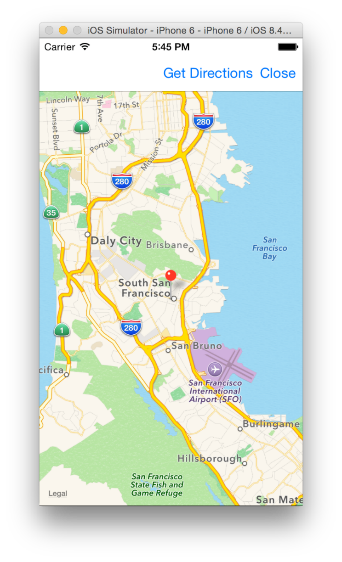 iOS Simulator - iPhone 6 - iPhone 6 / iOS 8.4...
Carrier 5:45 PM
Get Directions Close
Lincoln Way
7th Ave
17th St
Sunset Blvd
1
280
Portola Dr
Mission St
280
35
Daly City
Brisbane
San
Francisco
Bay
South San
Francisco
1
280
San Bruno
cifica
San Francisco
International
Airport (SFO)
Burlingame
Hillsborough
San Francisco
State Fish and
Game Refuge
Legal
San Mate